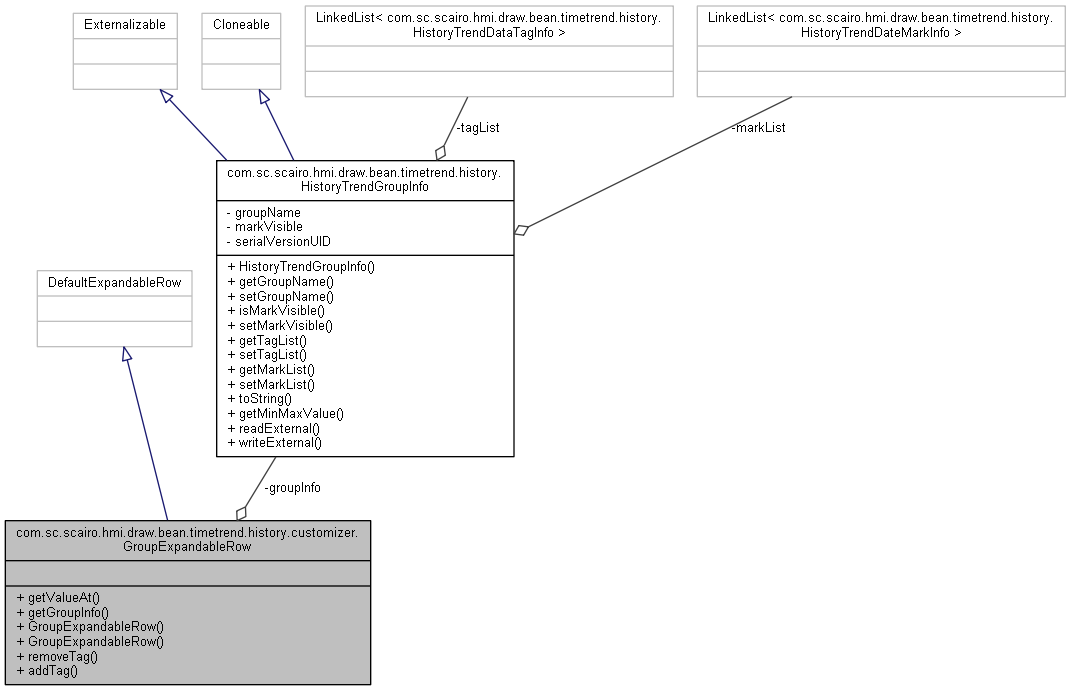 Externalizable
Cloneable
LinkedList< com.sc.scairo.hmi.draw.bean.timetrend.history.
HistoryTrendDataTagInfo >
LinkedList< com.sc.scairo.hmi.draw.bean.timetrend.history.
HistoryTrendDateMarkInfo >
-tagList
-markList
com.sc.scairo.hmi.draw.bean.timetrend.history.
HistoryTrendGroupInfo
- groupName
- markVisible
- serialVersionUID
+ HistoryTrendGroupInfo()
+ getGroupName()
+ setGroupName()
+ isMarkVisible()
+ setMarkVisible()
+ getTagList()
+ setTagList()
+ getMarkList()
+ setMarkList()
+ toString()
+ getMinMaxValue()
+ readExternal()
+ writeExternal()
DefaultExpandableRow
-groupInfo
com.sc.scairo.hmi.draw.bean.timetrend.history.customizer.
GroupExpandableRow
+ getValueAt()
+ getGroupInfo()
+ GroupExpandableRow()
+ GroupExpandableRow()
+ removeTag()
+ addTag()